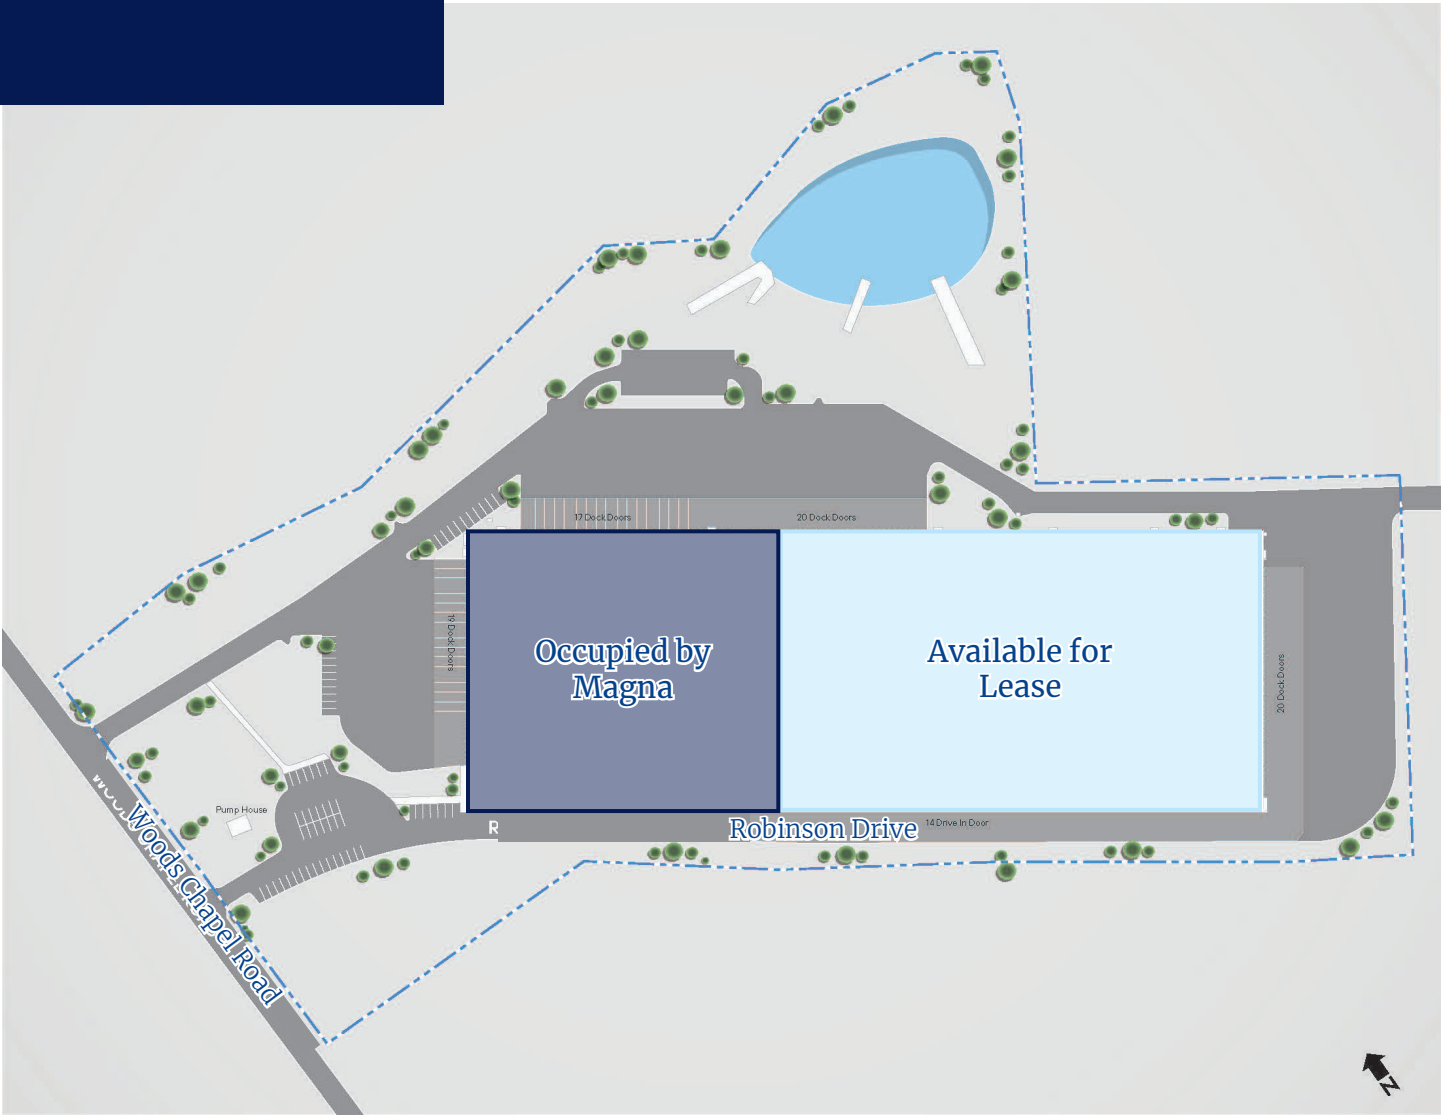 17 Dock Doors
20 Dock Doors
19 Dock Doors
Occupied by
Magna
Available for
Lease
20 Dock Doors
Pump House
R
Robinson Drive
14 Drive In Door
Woods Chapel Road
N